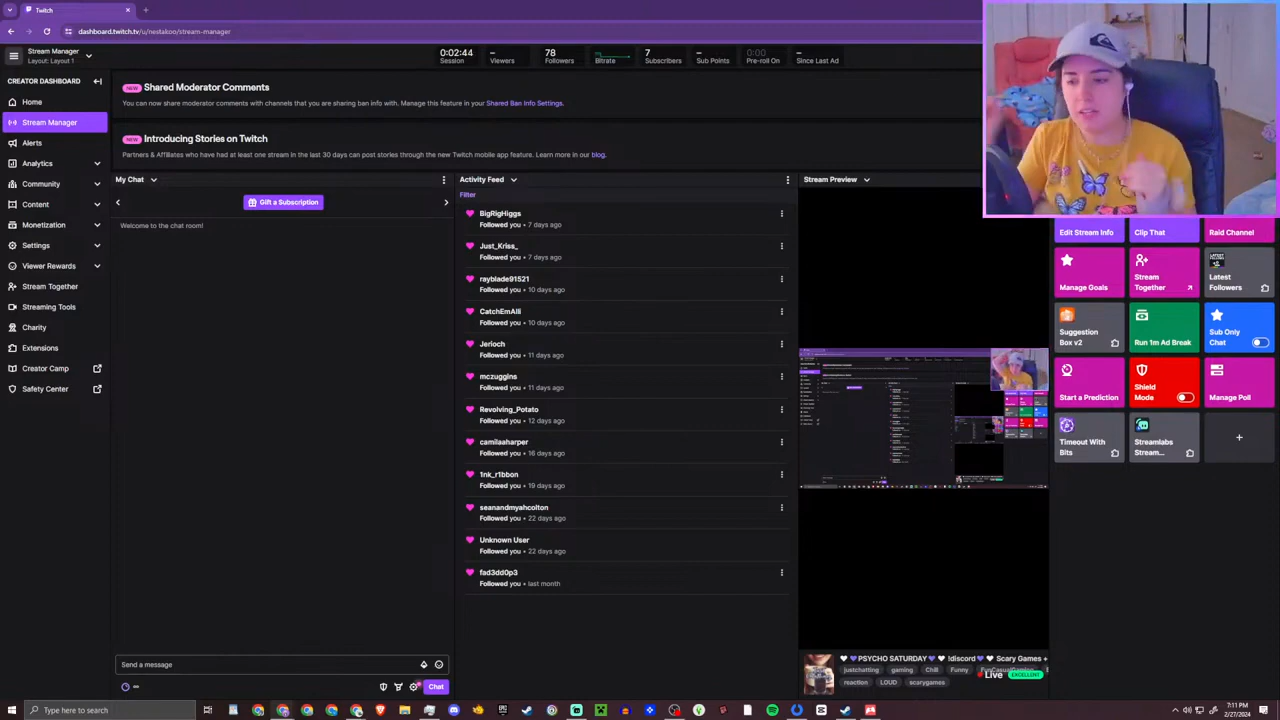 Twitch
dashboard.twitch.tv/u/nestakoo/stream-manager
Stream Manager
Layout: Layout 1
0:02:44
Session
–
Viewers
78
Followers
Bitrate
7
Subscribers
–
Sub Points
0:00
Pre-roll On
–
Since Last Ad
CREATOR DASHBOARD
Home
Stream Manager
Alerts
Analytics
Community
Content
Monetization
Settings
Viewer Rewards
Stream Together
Streaming Tools
Charity
Extensions
Creator Camp
Safety Center
NEW Shared Moderator Comments
You can now share moderator comments with channels that you are sharing ban info with. Manage this feature in your Shared Ban Info Settings.
NEW Introducing Stories on Twitch
Partners & Affiliates who have had at least one stream in the last 30 days can post stories through the new Twitch mobile app feature. Learn more in our blog.
My Chat
Gift a Subscription
Welcome to the chat room!
Send a message
Chat
Activity Feed
Filter
BigRigHiggs
Followed you • 7 days ago
Just_Kriss_
Followed you • 7 days ago
rayblade91521
Followed you • 10 days ago
CatchEmAlli
Followed you • 10 days ago
Jerioch
Followed you • 11 days ago
mczuggins
Followed you • 11 days ago
Revolving_Potato
Followed you • 12 days ago
camilaaharper
Followed you • 16 days ago
1nk_r1bbon
Followed you • 19 days ago
seanandmyahcolton
Followed you • 22 days ago
Unknown User
Followed you • 22 days ago
fad3dd0p3
Followed you • last month
Stream Preview
PSYCHO SATURDAY !discord Scary Games +
justchatting gaming Chill Funny
reaction LOUD scarygames
Live EXCELLENT
Edit Stream Info
Clip That
Raid Channel
Manage Goals
Stream
Together
Latest
Followers
Suggestion
Box v2
Run 1m Ad Break
Sub Only
Chat
Start a Prediction
Shield
Mode
Manage Poll
Timeout With
Bits
Streamlabs
Stream...
Type here to search
7:11 PM
2/27/2024